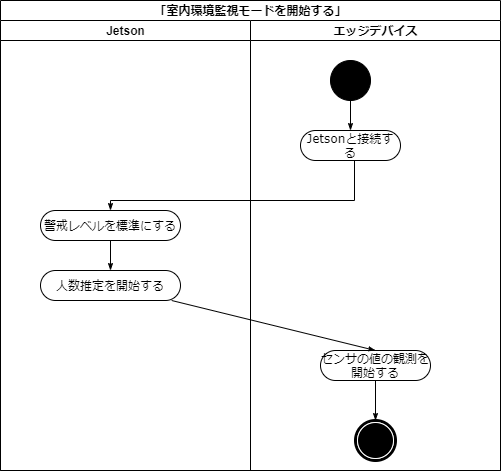 「室内環境監視モードを開始する」
Jetson
エッジデバイス
Jetsonと接続す
る
警戒レベルを標準にする
人数推定を開始する
センサの値の観測を
開始する